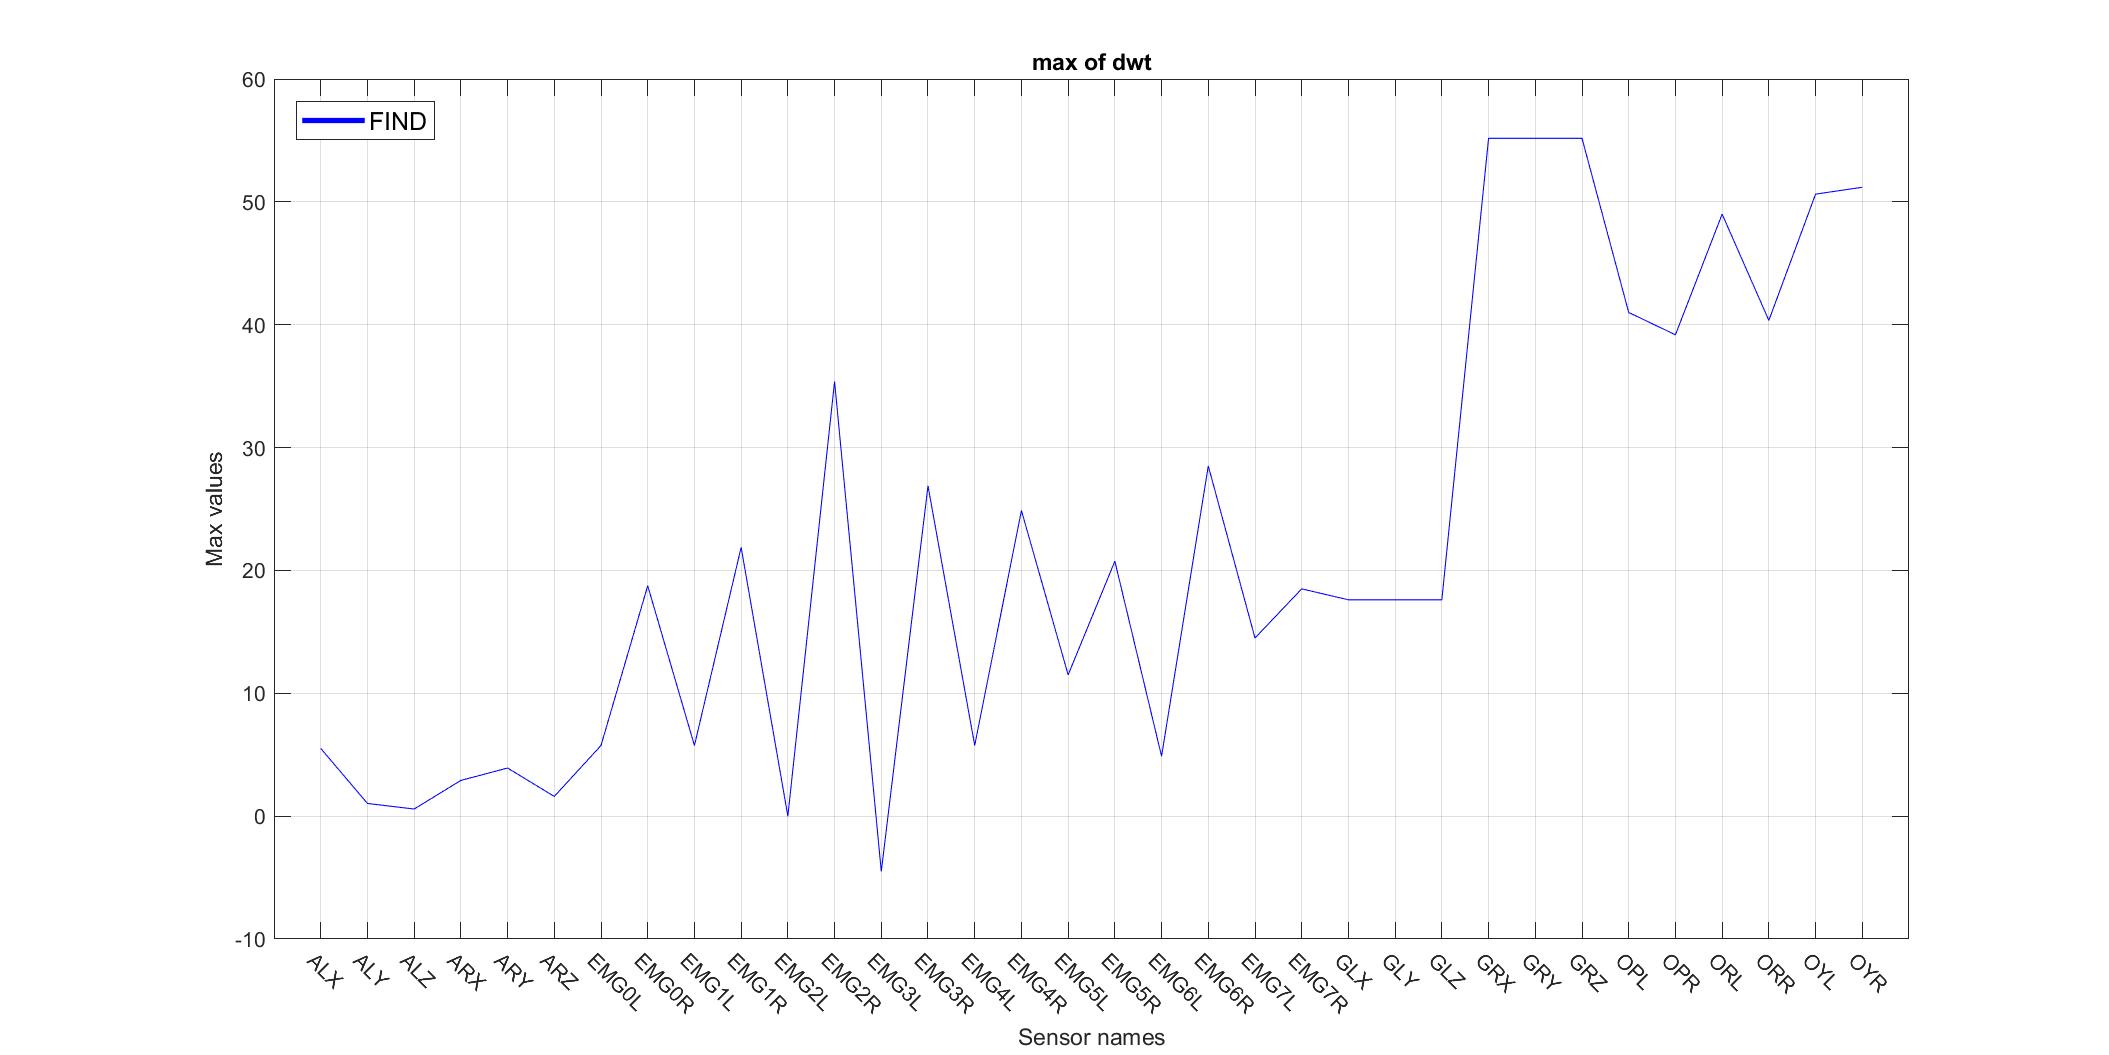 max of dwt
60
FIND
50
40
30
20
10
0
-10
Max values
ALX
ALY
ALZ
ARX
ARY
ARZ
EMG0L
EMG0R
EMG1L
EMG1R
EMG2L
EMG2R
EMG3L
EMG3R
EMG4L
EMG4R
EMG5L
EMG5R
EMG6L
EMG6R
EMG7L
EMG7R
GLX
GLY
GLZ
GRX
GRY
GRZ
OPL
OPR
ORL
ORR
OYL
OYR
Sensor names